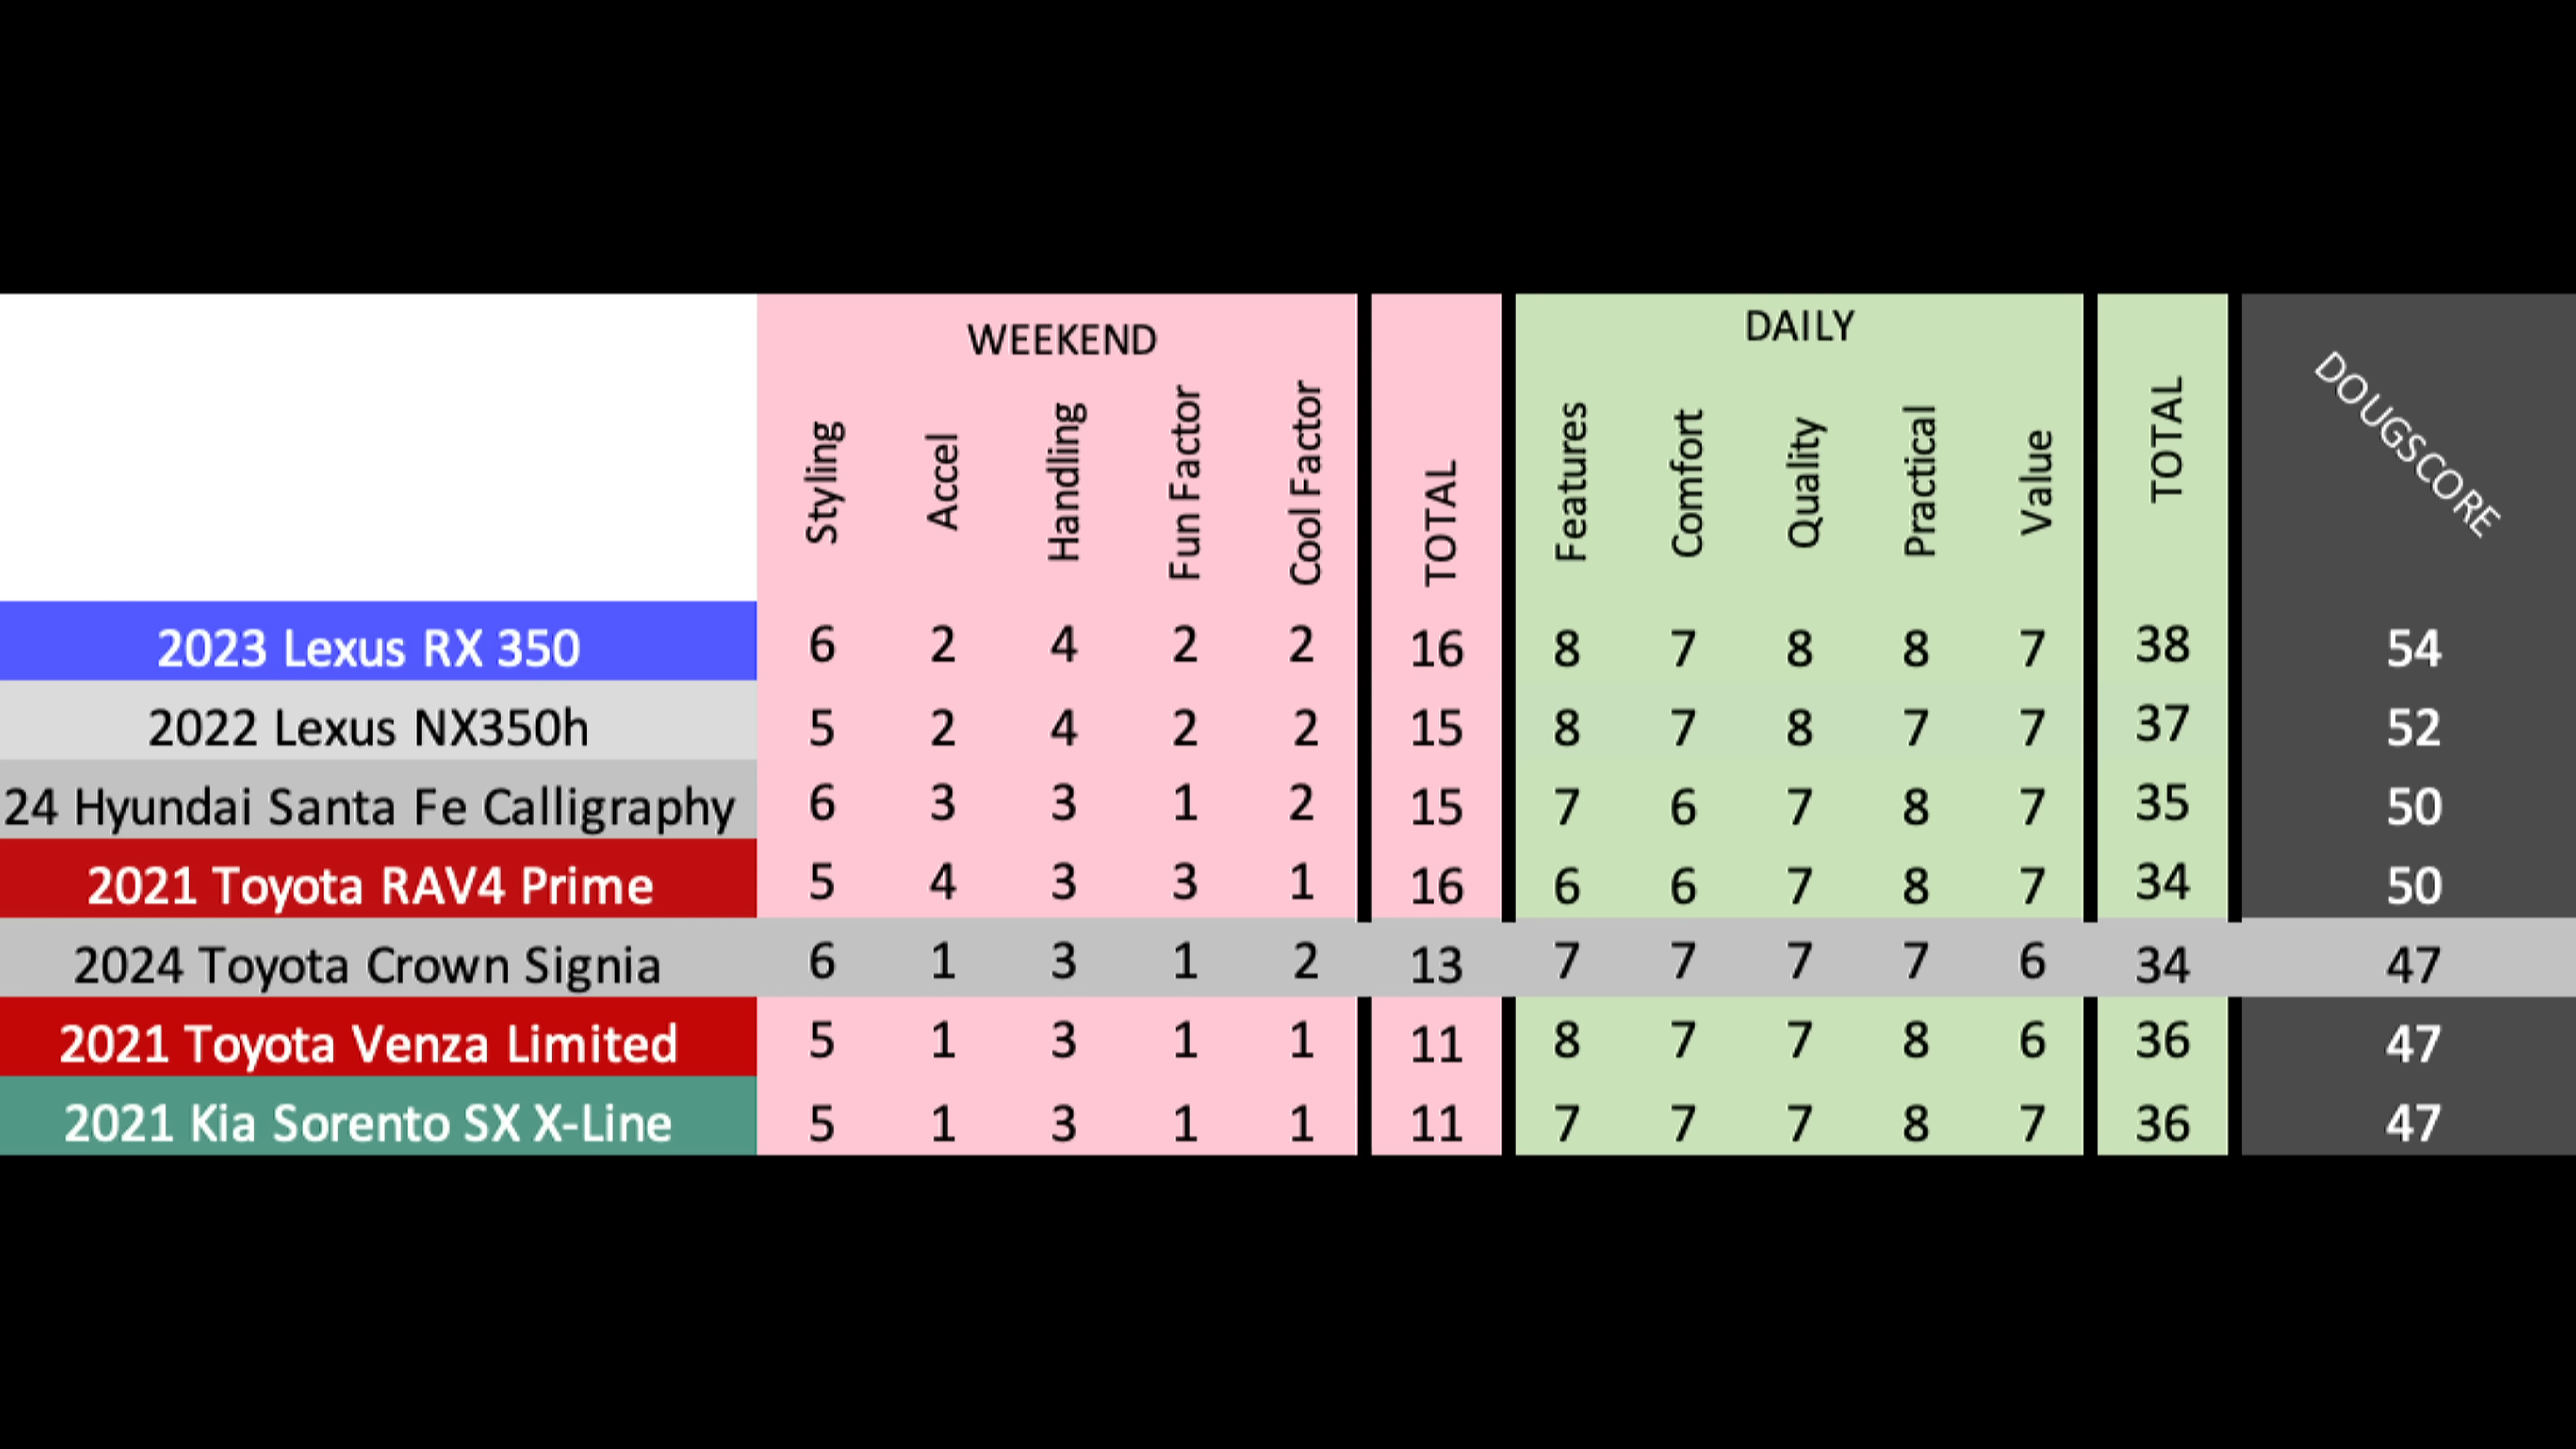 WEEKEND DAILY
Styling Accel Handling Fun Factor Cool Factor TOTAL Features Comfort Quality Practical Value TOTAL DOUGSCORE
2023 Lexus RX 350 6 2 4 2 2 16 8 7 8 8 7 38 54
2022 Lexus NX350h 5 2 4 2 2 15 8 7 8 7 7 37 52
24 Hyundai Santa Fe Calligraphy 6 3 3 1 2 15 7 6 7 8 7 35 50
2021 Toyota RAV4 Prime 5 4 3 3 1 16 6 6 7 8 7 34 50
2024 Toyota Crown Signia 6 1 3 1 2 13 7 7 7 7 6 34 47
2021 Toyota Venza Limited 5 1 3 1 1 11 8 7 7 8 6 36 47
2021 Kia Sorento SX X-Line 5 1 3 1 1 11 7 7 7 8 7 36 47